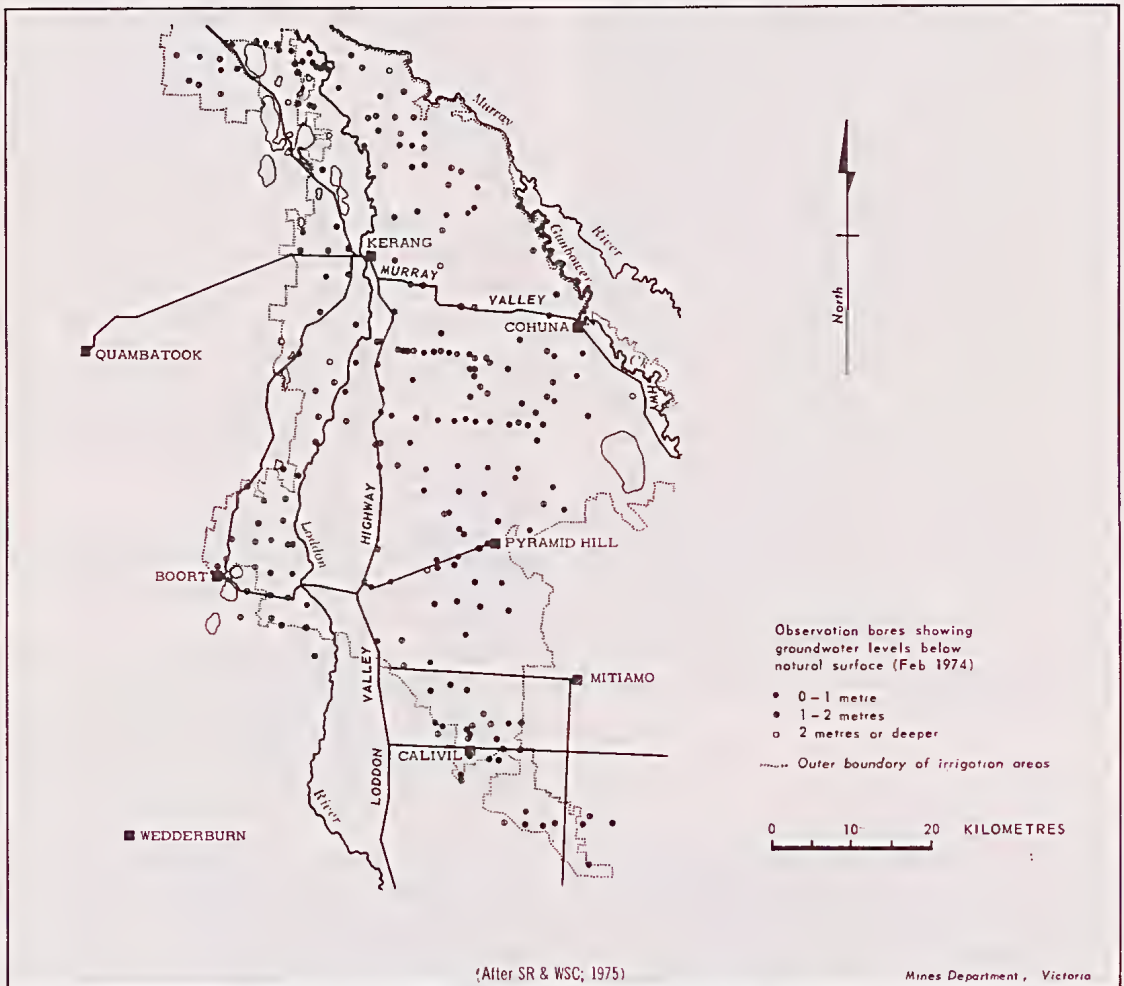 Murray
River
Gunbower
KERANG
MURRAY
VALLEY
COHUNA
HWY
QUAMBATOOK
North
HIGHWAY
Loddon
PYRAMID HILL
BOORT
Observation bores showing
groundwater levels below
natural surface (Feb 1974)
0-1 metre
1-2 metres
2 metres or deeper
Outer boundary of irrigation areas
MITIAMO
VALLEY
CALIVIL
LODDON
River
WEDDERBURN
0 10 20 KILOMETRES
(After SR & WSC; 1975)
Mines Department, Victoria